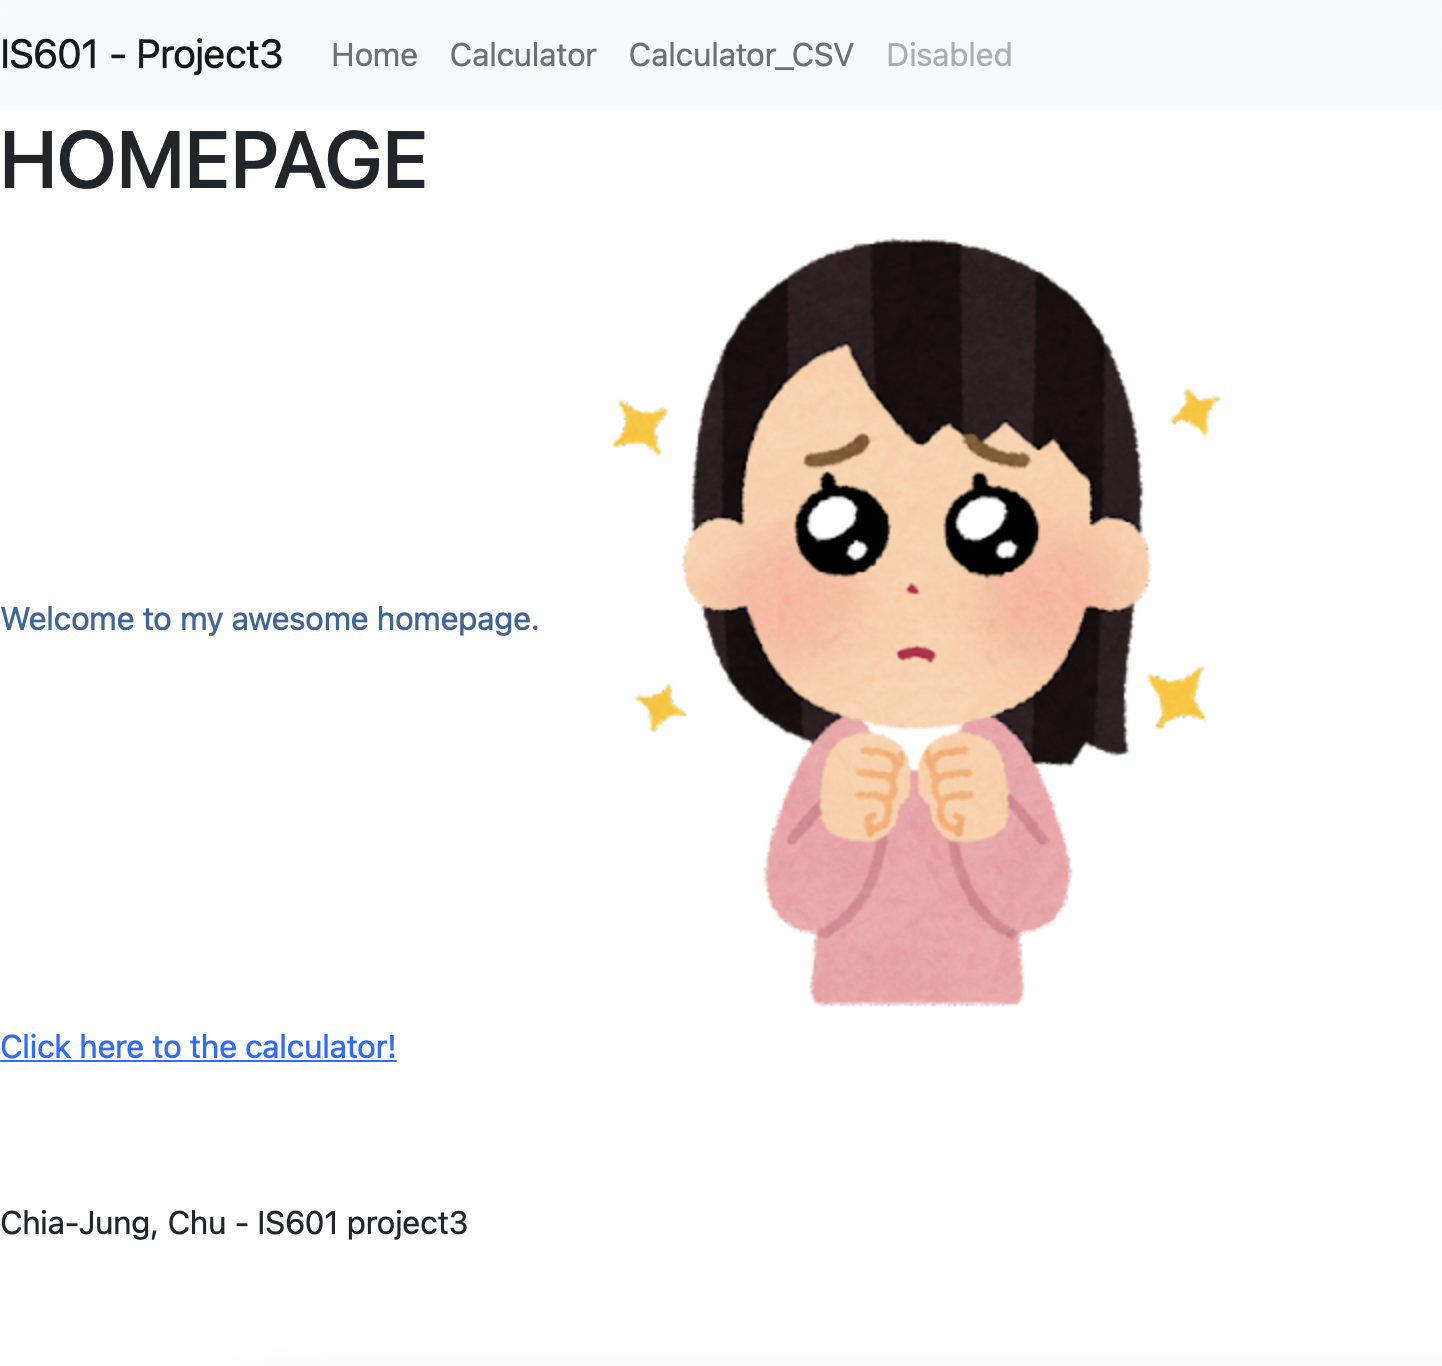 IS601 - Project3 Home Calculator Calculator_CSV Disabled
HOMEPAGE
Welcome to my awesome homepage.
Click here to the calculator!
Chia-Jung, Chu - IS601 project3